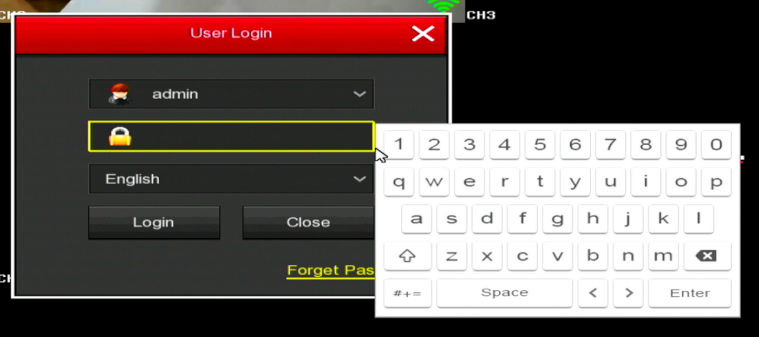 CH3
User Login
admin
English
Login
Close
Forget Pas
1 2 3 4 5 6 7 8 9 0
q w e r t y u i o p
a s d f g h j k l
z x c v b n m
#+= Space < > Enter